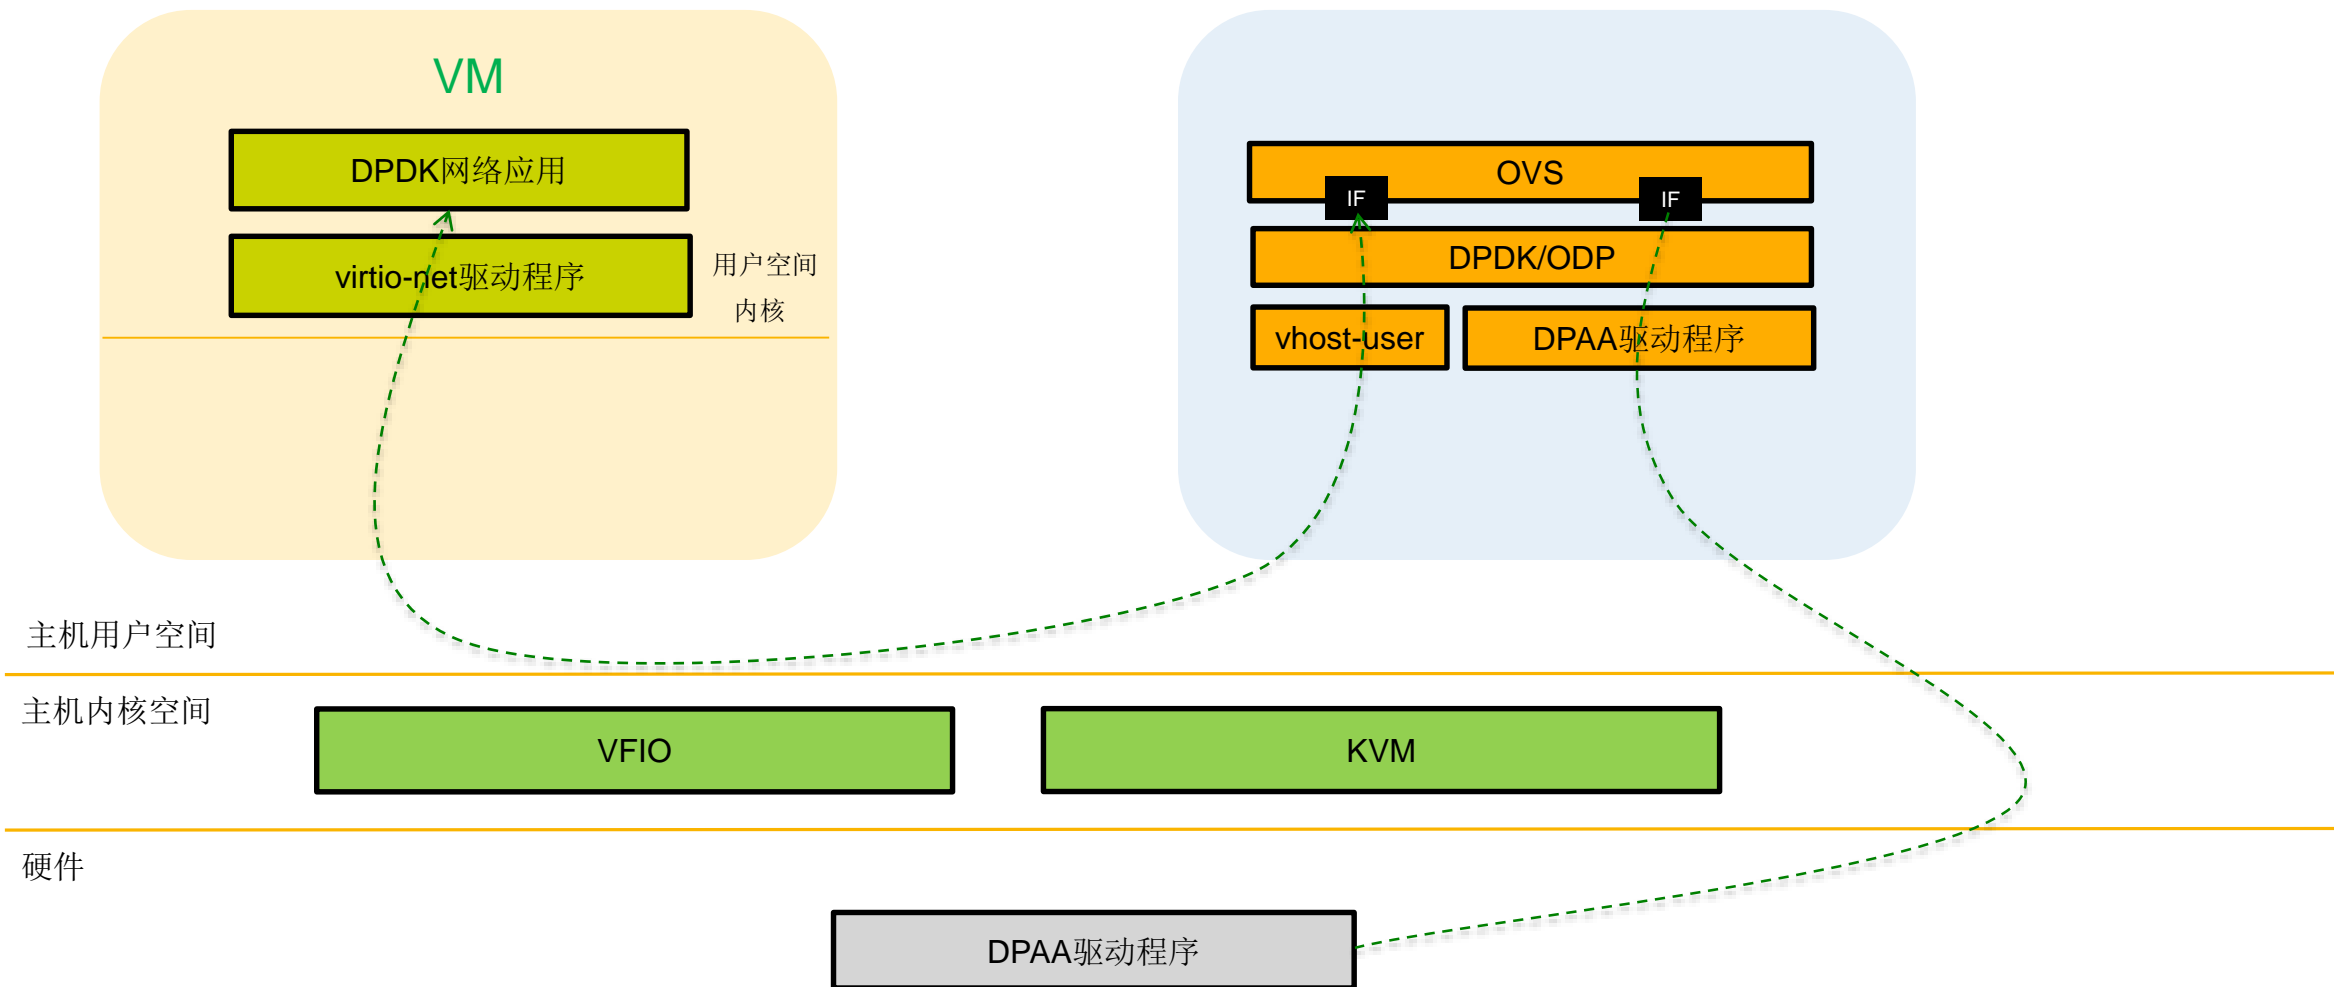 VM
DPDK网络应用
virtio-net驱动程序
用户空间
内核
OVS
IF
IF
DPDK/ODP
vhost-user
DPAA驱动程序
主机用户空间
主机内核空间
VFIO
KVM
硬件
DPAA驱动程序